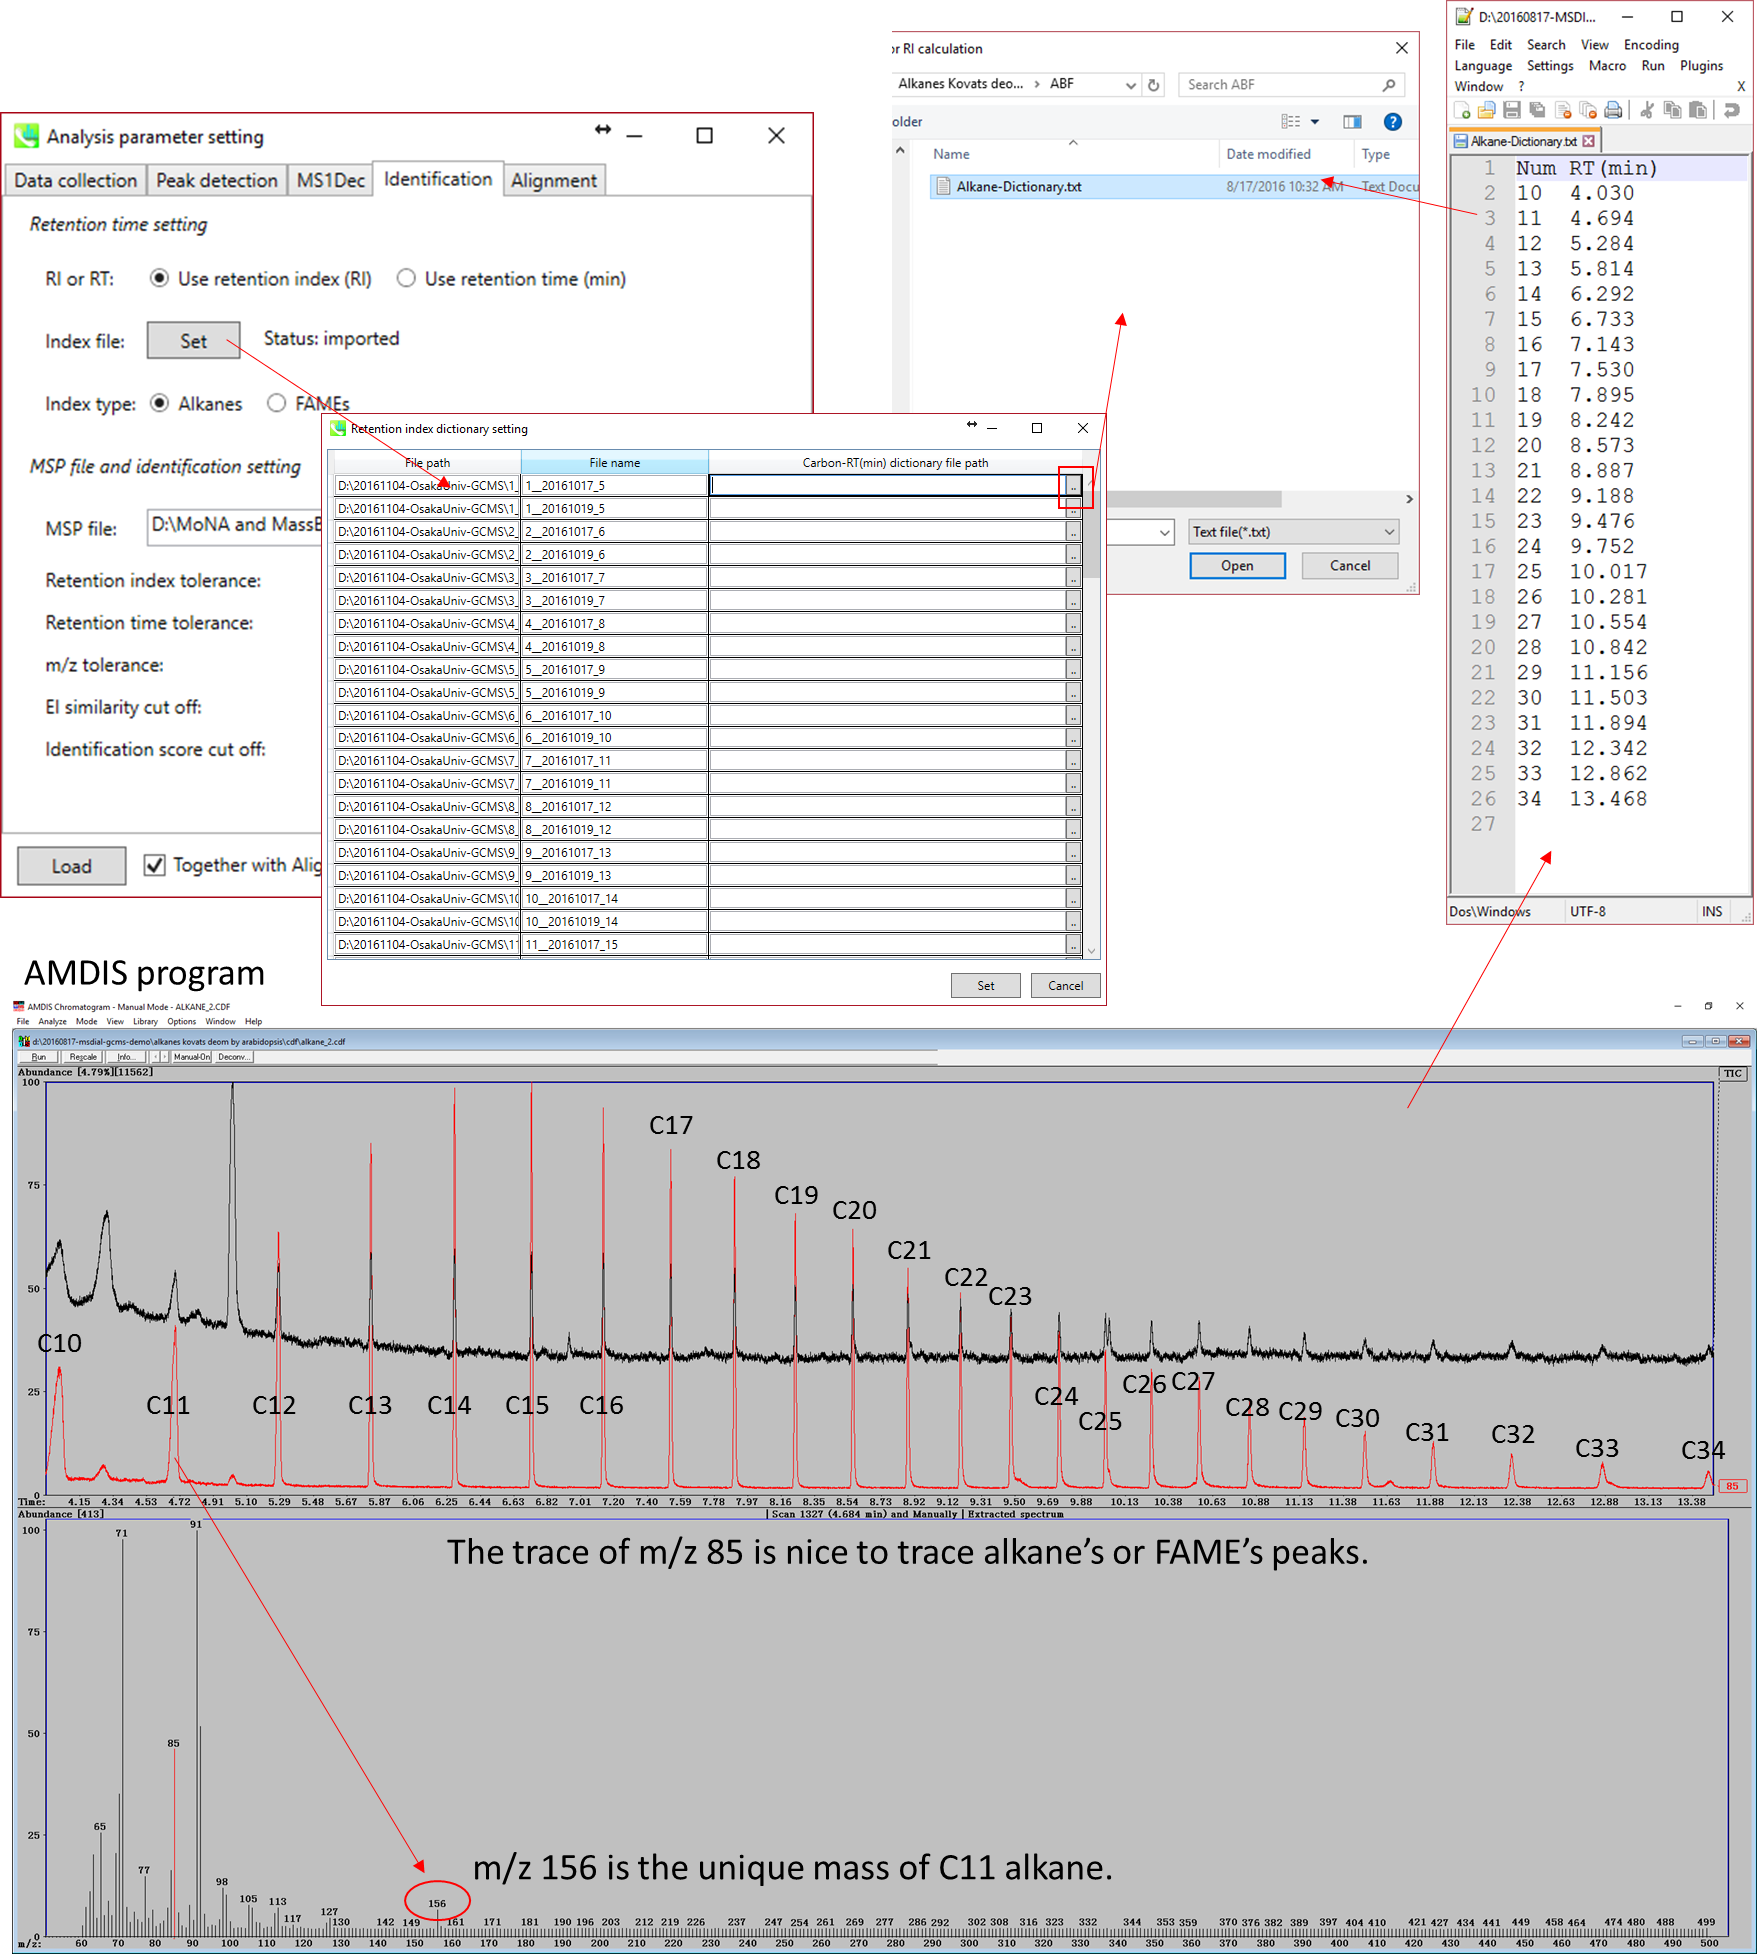 Analysis parameter setting
Data collection
Peak detection
MS1Dec
Identification
Alignment
Retention time setting
RI or RT:
Use retention index (RI)
Use retention time (min)
Index file:
Set
Status: imported
Index type:
Alkanes
FAMEs
MSP file and identification setting
MSP file:
D:\MoNA and MassB
Retention index tolerance:
Retention time tolerance:
m/z tolerance:
EI similarity cut off:
Identification score cut off:
Load
Together with Alig
Retention index dictionary setting
File path File name Carbon-RT(min) dictionary file path
D:\20161104-OsakaUniv-GCMS\1_ 1__20161017_5 ..
D:\20161104-OsakaUniv-GCMS\1_ 1__20161019_5 ..
D:\20161104-OsakaUniv-GCMS\2_ 2__20161017_6 ..
D:\20161104-OsakaUniv-GCMS\2_ 2__20161019_6 ..
D:\20161104-OsakaUniv-GCMS\3_ 3__20161017_7 ..
D:\20161104-OsakaUniv-GCMS\3_ 3__20161019_7 ..
D:\20161104-OsakaUniv-GCMS\4_ 4__20161017_8 ..
D:\20161104-OsakaUniv-GCMS\4_ 4__20161019_8 ..
D:\20161104-OsakaUniv-GCMS\5_ 5__20161017_9 ..
D:\20161104-OsakaUniv-GCMS\5_ 5__20161019_9 ..
D:\20161104-OsakaUniv-GCMS\6_ 6__20161017_10 ..
D:\20161104-OsakaUniv-GCMS\6_ 6__20161019_10 ..
D:\20161104-OsakaUniv-GCMS\7_ 7__20161017_11 ..
D:\20161104-OsakaUniv-GCMS\7_ 7__20161019_11 ..
D:\20161104-OsakaUniv-GCMS\8_ 8__20161017_12 ..
D:\20161104-OsakaUniv-GCMS\8_ 8__20161019_12 ..
D:\20161104-OsakaUniv-GCMS\9_ 9__20161017_13 ..
D:\20161104-OsakaUniv-GCMS\9_ 9__20161019_13 ..
D:\20161104-OsakaUniv-GCMS\10 10__20161017_14 ..
D:\20161104-OsakaUniv-GCMS\10 10__20161019_14 ..
D:\20161104-OsakaUniv-GCMS\11 11__20161017_15 ..
Set Cancel
or RI calculation
Alkanes Kovats deo... › ABF
Search ABF
older
Name Date modified Type
Alkane-Dictionary.txt 8/17/2016 10:32 AM Text Docu
Text file(*.txt)
Open Cancel
D:\20160817-MSDI...
File Edit Search View Encoding
Language Settings Macro Run Plugins
Window ? X
Alkane-Dictionary.txt
1 Num RT(min)
2 10 4.030
3 11 4.694
4 12 5.284
5 13 5.814
6 14 6.292
7 15 6.733
8 16 7.143
9 17 7.530
10 18 7.895
11 19 8.242
12 20 8.573
13 21 8.887
14 22 9.188
15 23 9.476
16 24 9.752
17 25 10.017
18 26 10.281
19 27 10.554
20 28 10.842
21 29 11.156
22 30 11.503
23 31 11.894
24 32 12.342
25 33 12.862
26 34 13.468
27
Dos\Windows UTF-8 INS
AMDIS program
AMDIS Chromatogram - Manual Mode - ALKANE_2.CDF
File Analyze Mode View Library Options Window Help
d:\20160817-msdial-gcms-demo\alkanes kovats deom by arabidopsis\cdf\alkane_2.cdf
Run Rescale Info... Manual-On Deconv...
Abundance [4.79%][11562]
TIC
100
75
50
25
0
C10
C11
C12
C13
C14
C15
C16
C17
C18
C19
C20
C21
C22
C23
C24
C25
C26
C27
C28
C29
C30
C31
C32
C33
C34
85
Time: 4.15 4.34 4.53 4.72 4.91 5.10 5.29 5.48 5.67 5.87 6.06 6.25 6.44 6.63 6.82 7.01 7.20 7.40 7.59 7.78 7.97 8.16 8.35 8.54 8.73 8.92 9.12 9.31 9.50 9.69 9.88 10.13 10.38 10.63 10.88 11.13 11.38 11.63 11.88 12.13 12.38 12.63 12.88 13.13 13.38
Abundance [413]
| Scan 1327 (4.684 min) and Manually | Extracted spectrum
The trace of m/z 85 is nice to trace alkane's or FAME's peaks.
100
75
50
25
0
71
91
85
65
77
98
105
113
117
127
130 142 149
156
161 171 181 190 196 203 212 219 226 237 247 254 261 269 277 286 292 302 308 316 323 332 344 353 359 370 376 382 389 397 404 410 421 427 434 441 449 458 464 474 480 488 499
m/z 156 is the unique mass of C11 alkane.
m/z: 60 70 80 90 100 110 120 130 140 150 160 170 180 190 200 210 220 230 240 250 260 270 280 290 300 310 320 330 340 350 360 370 380 390 400 410 420 430 440 450 460 470 480 490 500